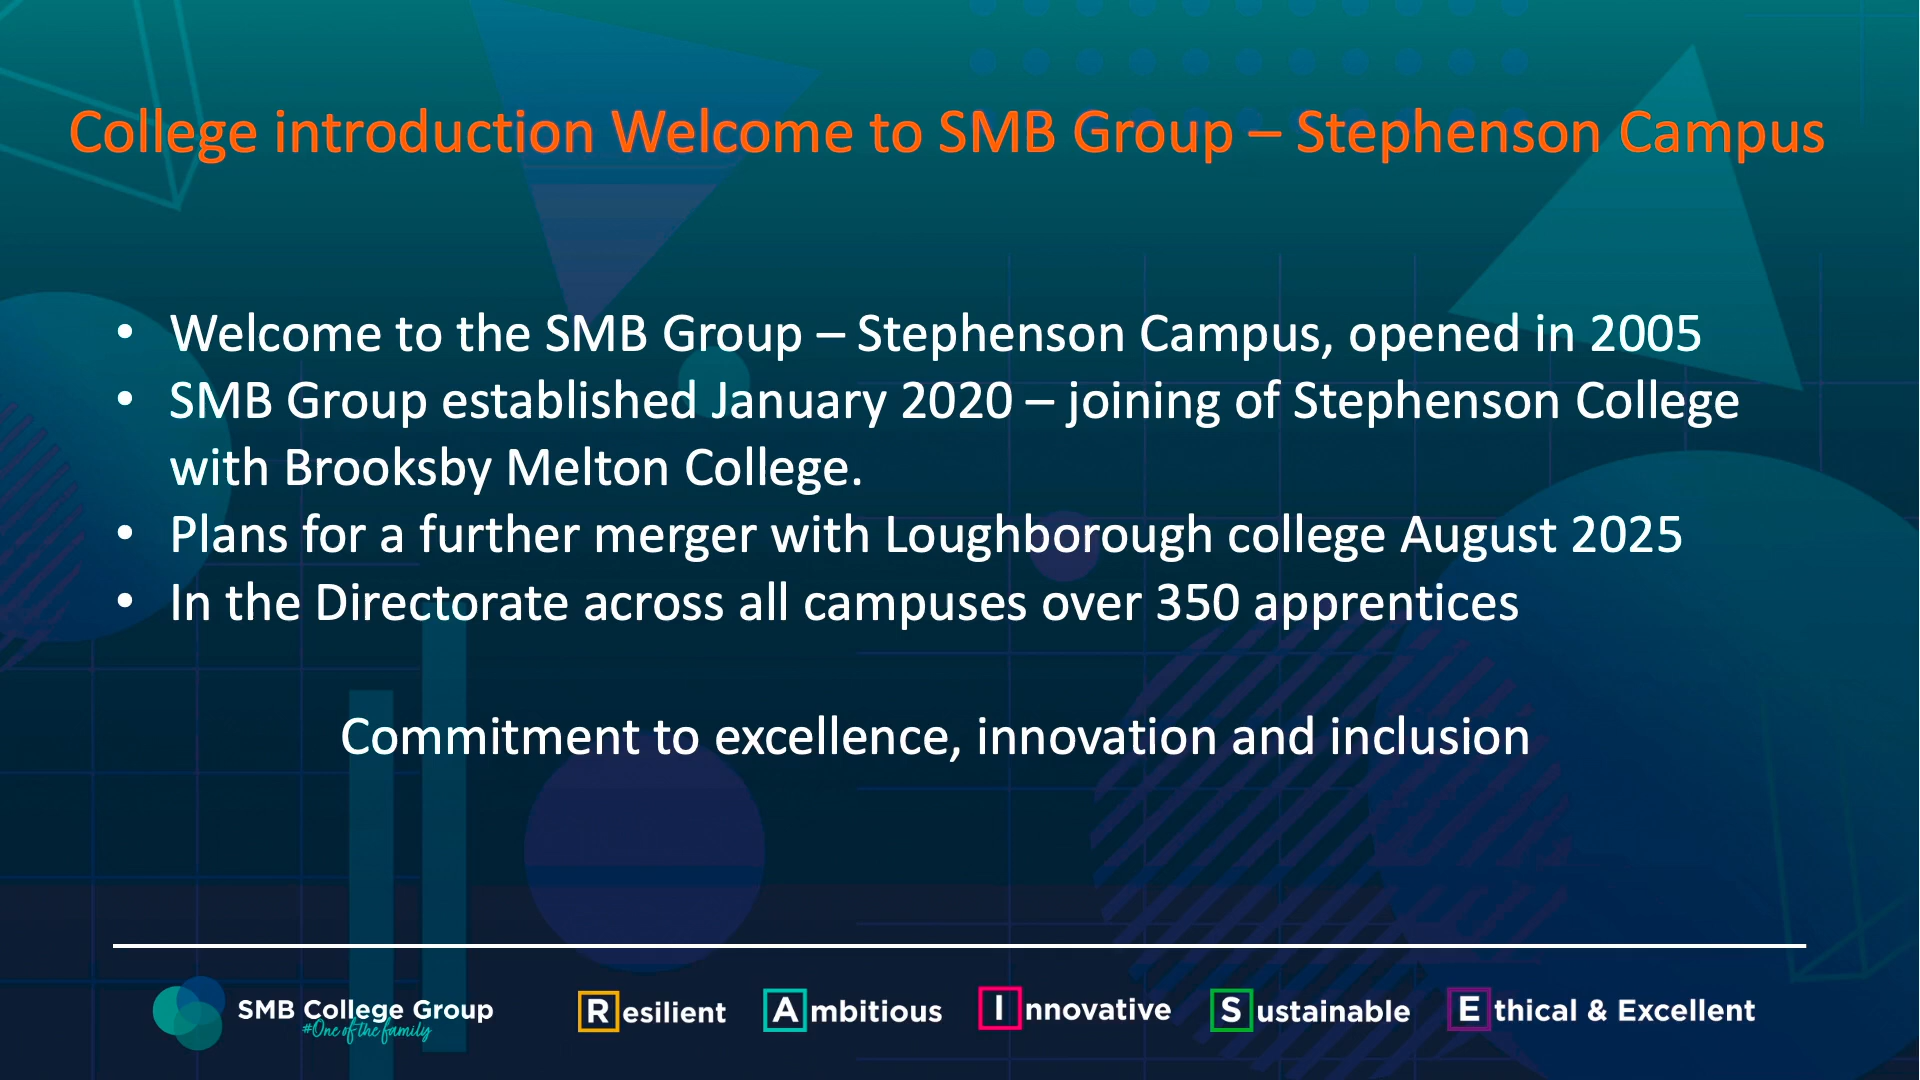 College introduction Welcome to SMB Group – Stephenson Campus
• Welcome to the SMB Group – Stephenson Campus, opened in 2005
• SMB Group established January 2020 – joining of Stephenson College
with Brooksby Melton College.
• Plans for a further merger with Loughborough college August 2025
• In the Directorate across all campuses over 350 apprentices
Commitment to excellence, innovation and inclusion
SMB College Group
#One of the family
Resilient Ambitious Innovative Sustainable Ethical & Excellent